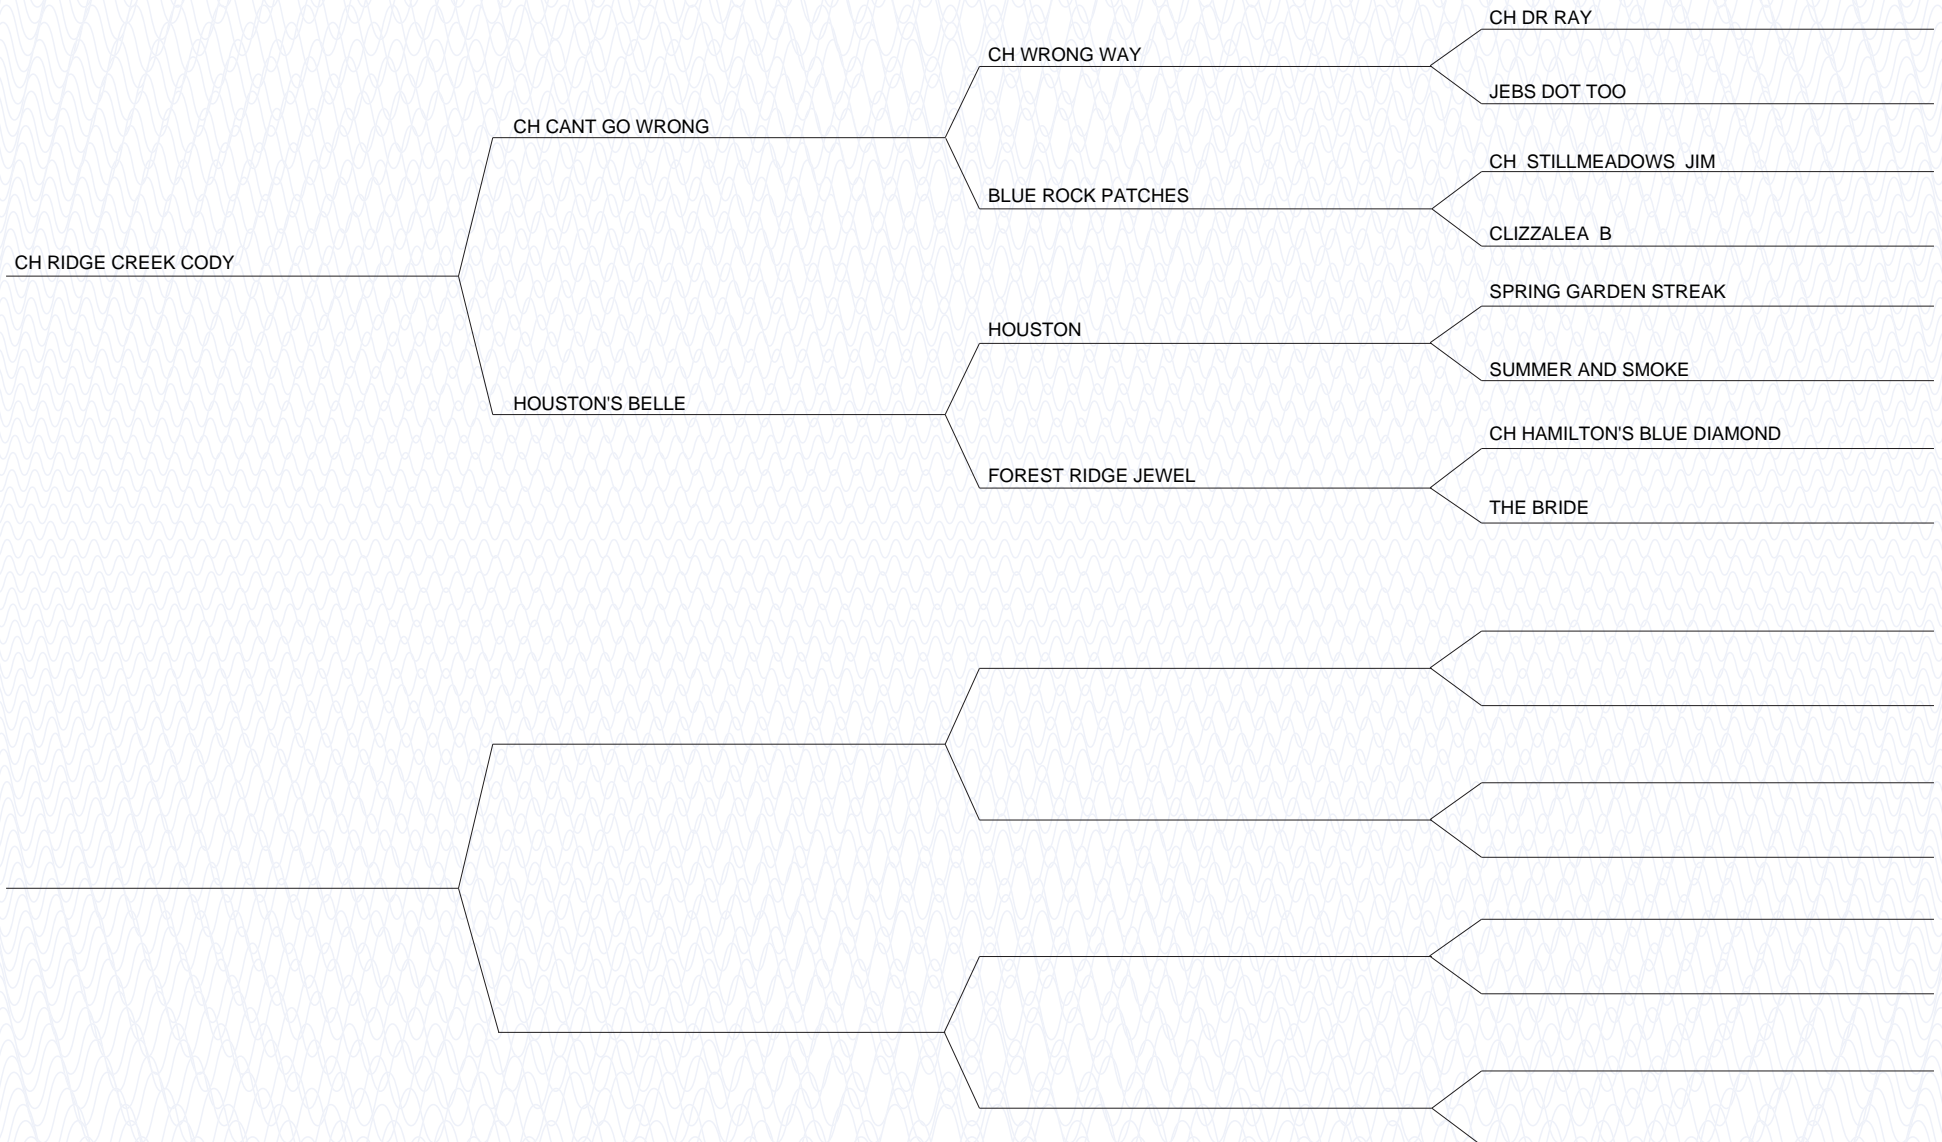 CH DR RAY
CH WRONG WAY
JEBS DOT TOO
CH CANT GO WRONG
CH  STILLMEADOWS  JIM
BLUE ROCK PATCHES
CLIZZALEA  B
CH RIDGE CREEK CODY
SPRING GARDEN STREAK
HOUSTON
SUMMER AND SMOKE
HOUSTON'S BELLE
CH HAMILTON'S BLUE DIAMOND
FOREST RIDGE JEWEL
THE BRIDE